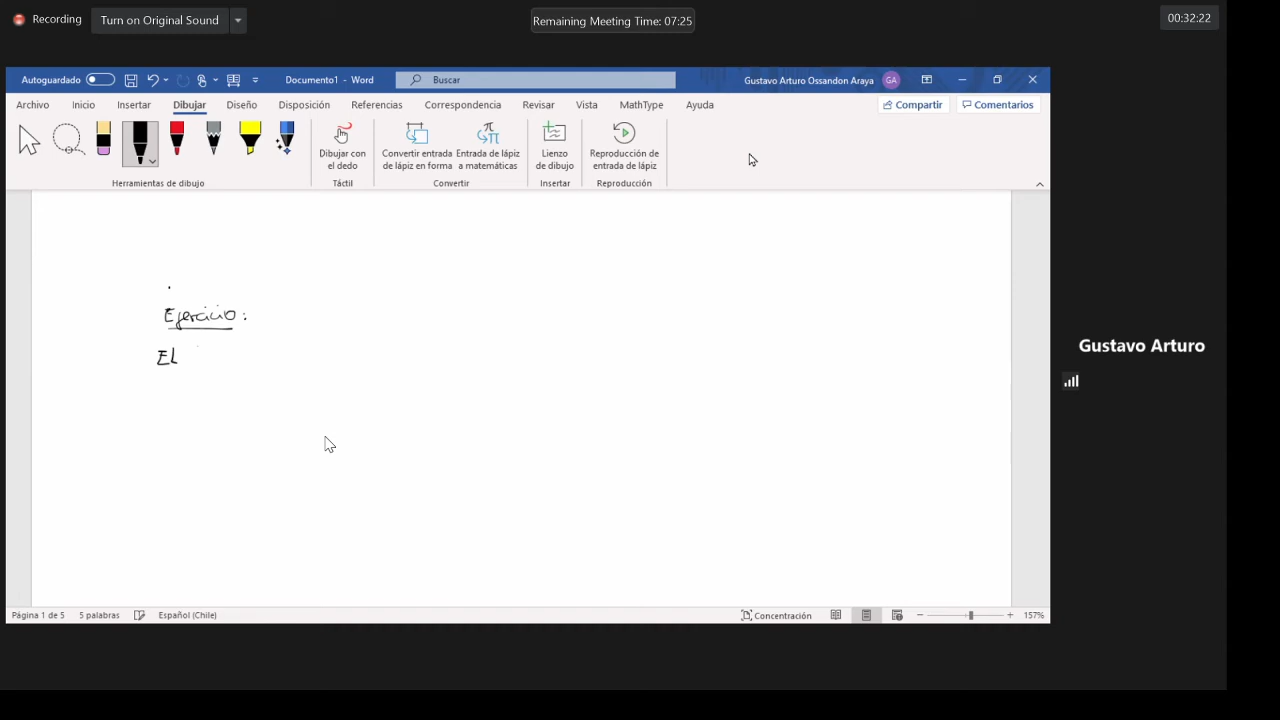 Recording
Turn on Original Sound
Remaining Meeting Time: 07:25
00:32:22
Autoguardado
Documento1 - Word
Buscar
Gustavo Arturo Ossandon Araya
GA
Archivo
Inicio
Insertar
Dibujar
Diseño
Disposición
Referencias
Correspondencia
Revisar
Vista
MathType
Ayuda
Compartir
Comentarios
Dibujar con
el dedo
Convertir entrada
de lápiz en forma
Entrada de lápiz
a matemáticas
Lienzo
de dibujo
Reproducción de
entrada de lápiz
Herramientas de dibujo
Táctil
Convertir
Insertar
Reproducción
Ejercicio:
EL
Gustavo Arturo
Página 1 de 5
5 palabras
Español (Chile)
Concentración
157%